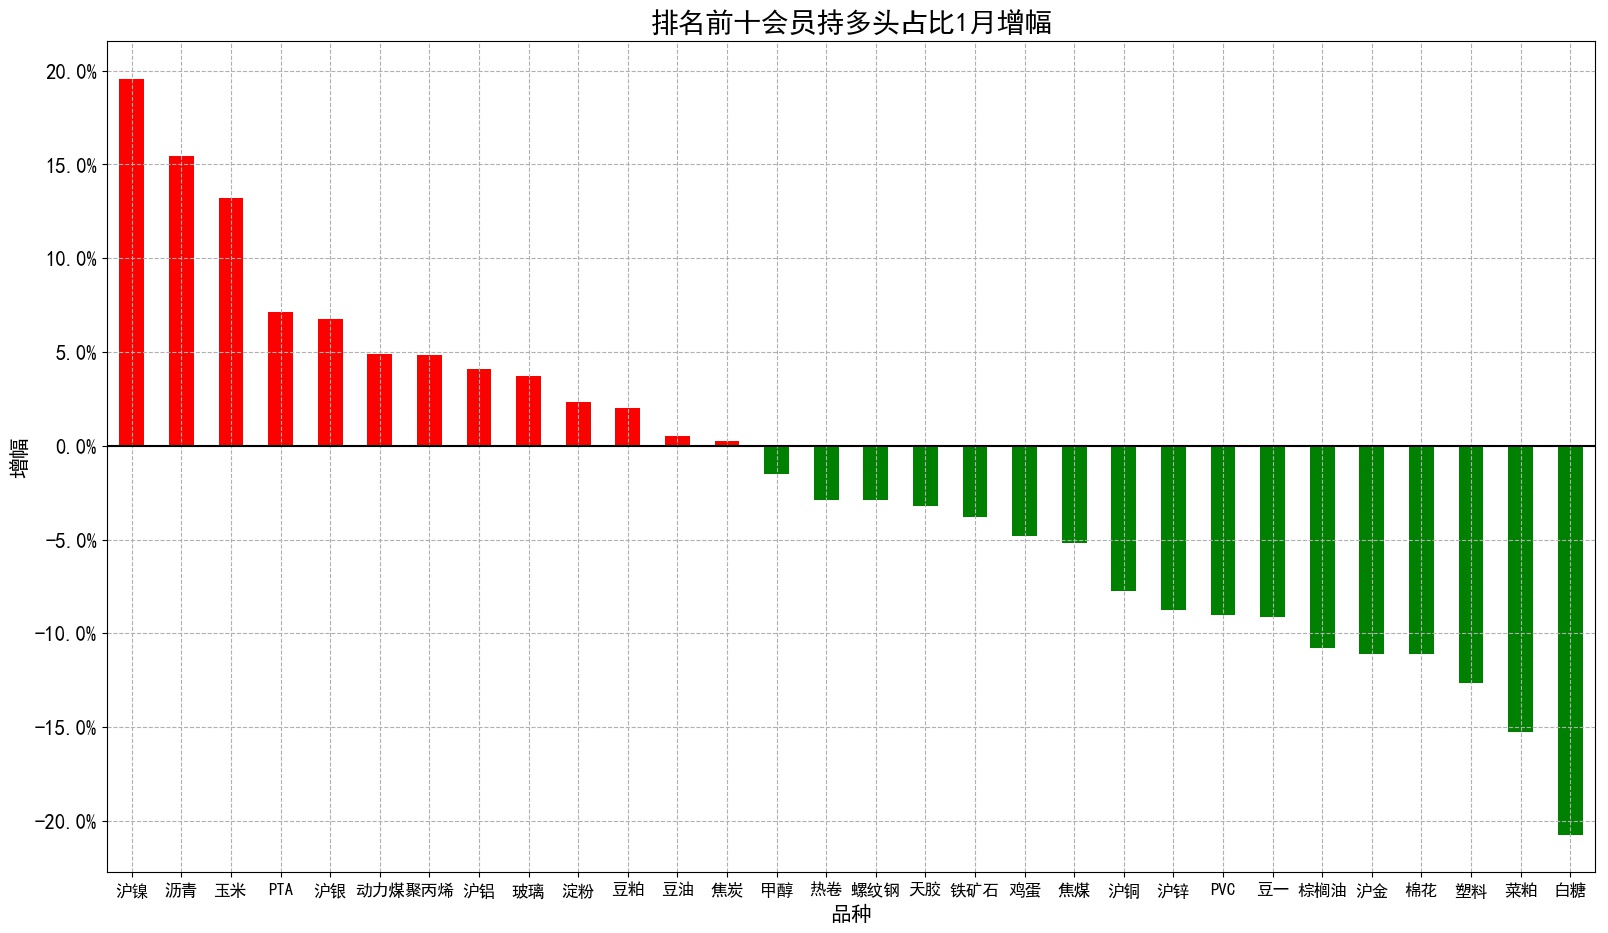 排名前十会员持多头占比1月增幅
20.0%
15.0%
10.0%
5.0%
0.0%
−5.0%
−10.0%
−15.0%
−20.0%
增幅
沪镍 沥青 玉米 PTA 沪银 动力煤 聚丙烯 沪铝 玻璃 淀粉 豆粕 豆油 焦炭 甲醇 热卷 螺纹钢 天胶 铁矿石 鸡蛋 焦煤 沪铜 沪锌 PVC 豆一 棕榈油 沪金 棉花 塑料 菜粕 白糖
品种